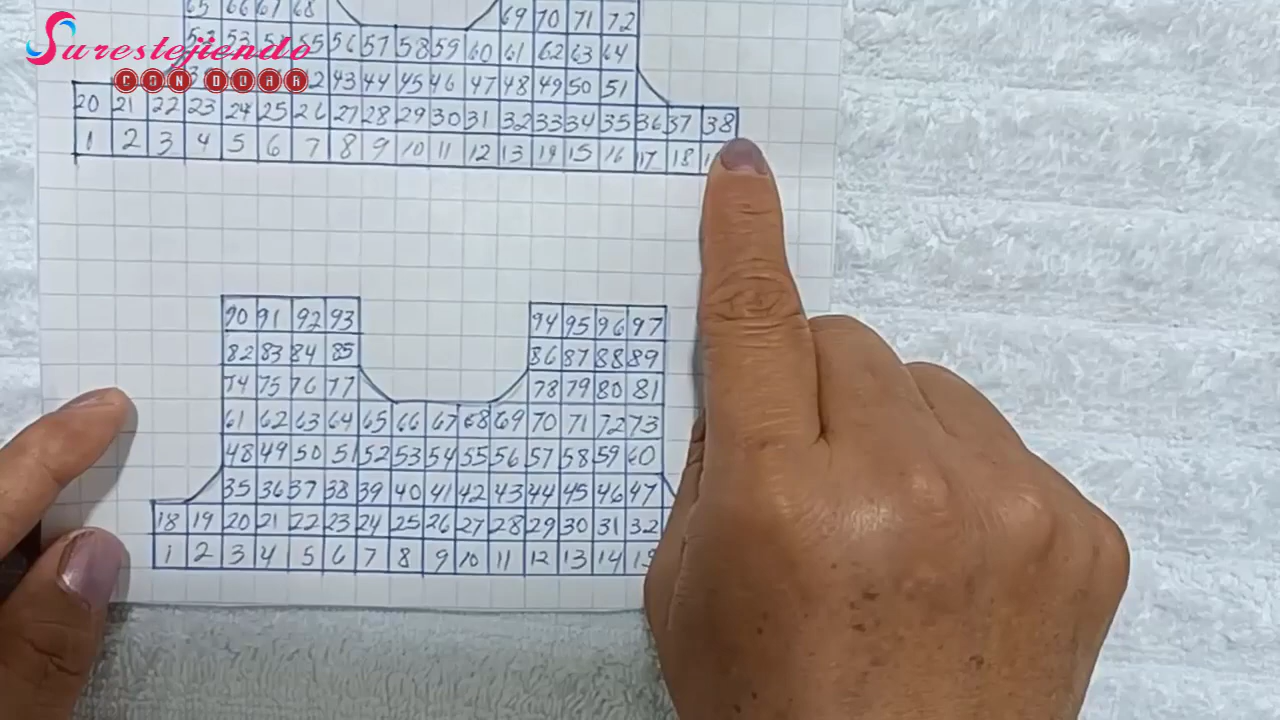 Surestejiendo
CON ODAR
65 66 67 68 69 70 71 72
52 53 54 55 56 57 58 59 60 61 62 63 64
43 44 45 46 47 48 49 50 51
20 21 22 23 24 25 26 27 28 29 30 31 32 33 34 35 36 37 38
1 2 3 4 5 6 7 8 9 10 11 12 13 14 15 16 17 18
90 91 92 93 94 95 96 97
82 83 84 85 86 87 88 89
74 75 76 77 78 79 80 81
61 62 63 64 65 66 67 68 69 70 71 72 73
48 49 50 51 52 53 54 55 56 57 58 59 60
35 36 37 38 39 40 41 42 43 44 45 46 47
18 19 20 21 22 23 24 25 26 27 28 29 30 31 32
1 2 3 4 5 6 7 8 9 10 11 12 13 14 15